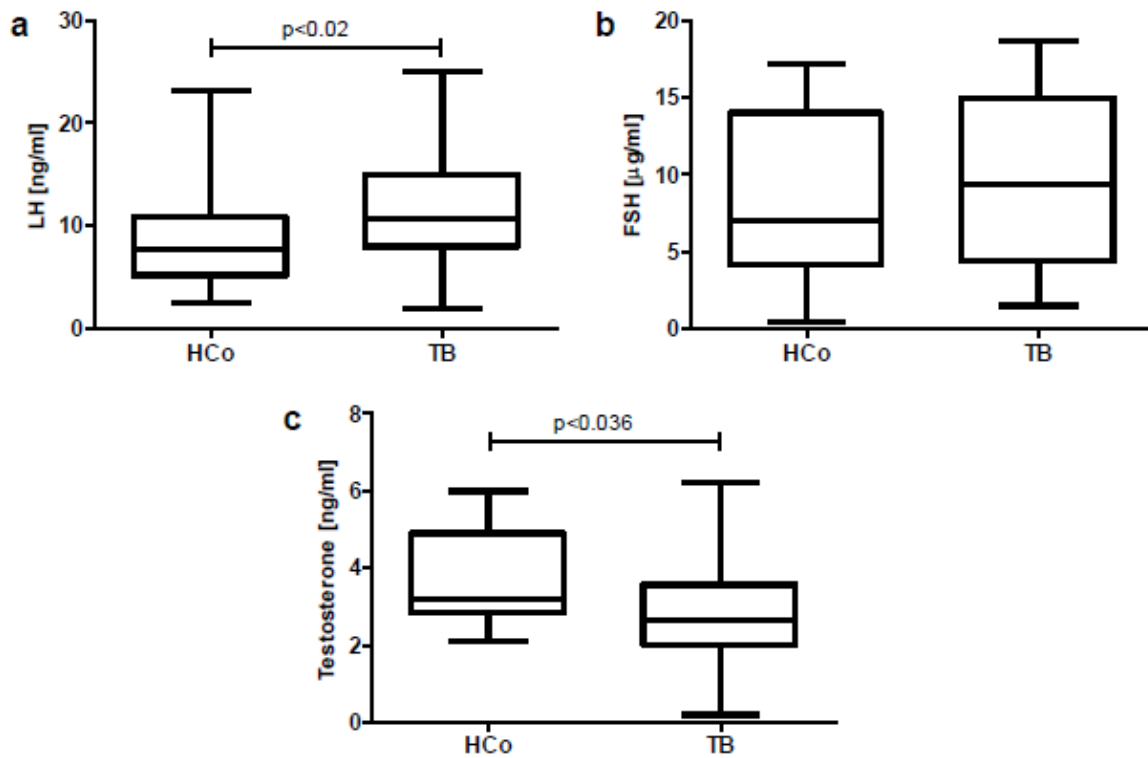 a
30
20
10
0
LH [ng/ml]
p<0.02
HCo
TB
b
20
15
10
5
0
FSH [µg/ml]
HCo
TB
c
8
6
4
2
0
Testosterone [ng/ml]
p<0.036
HCo
TB